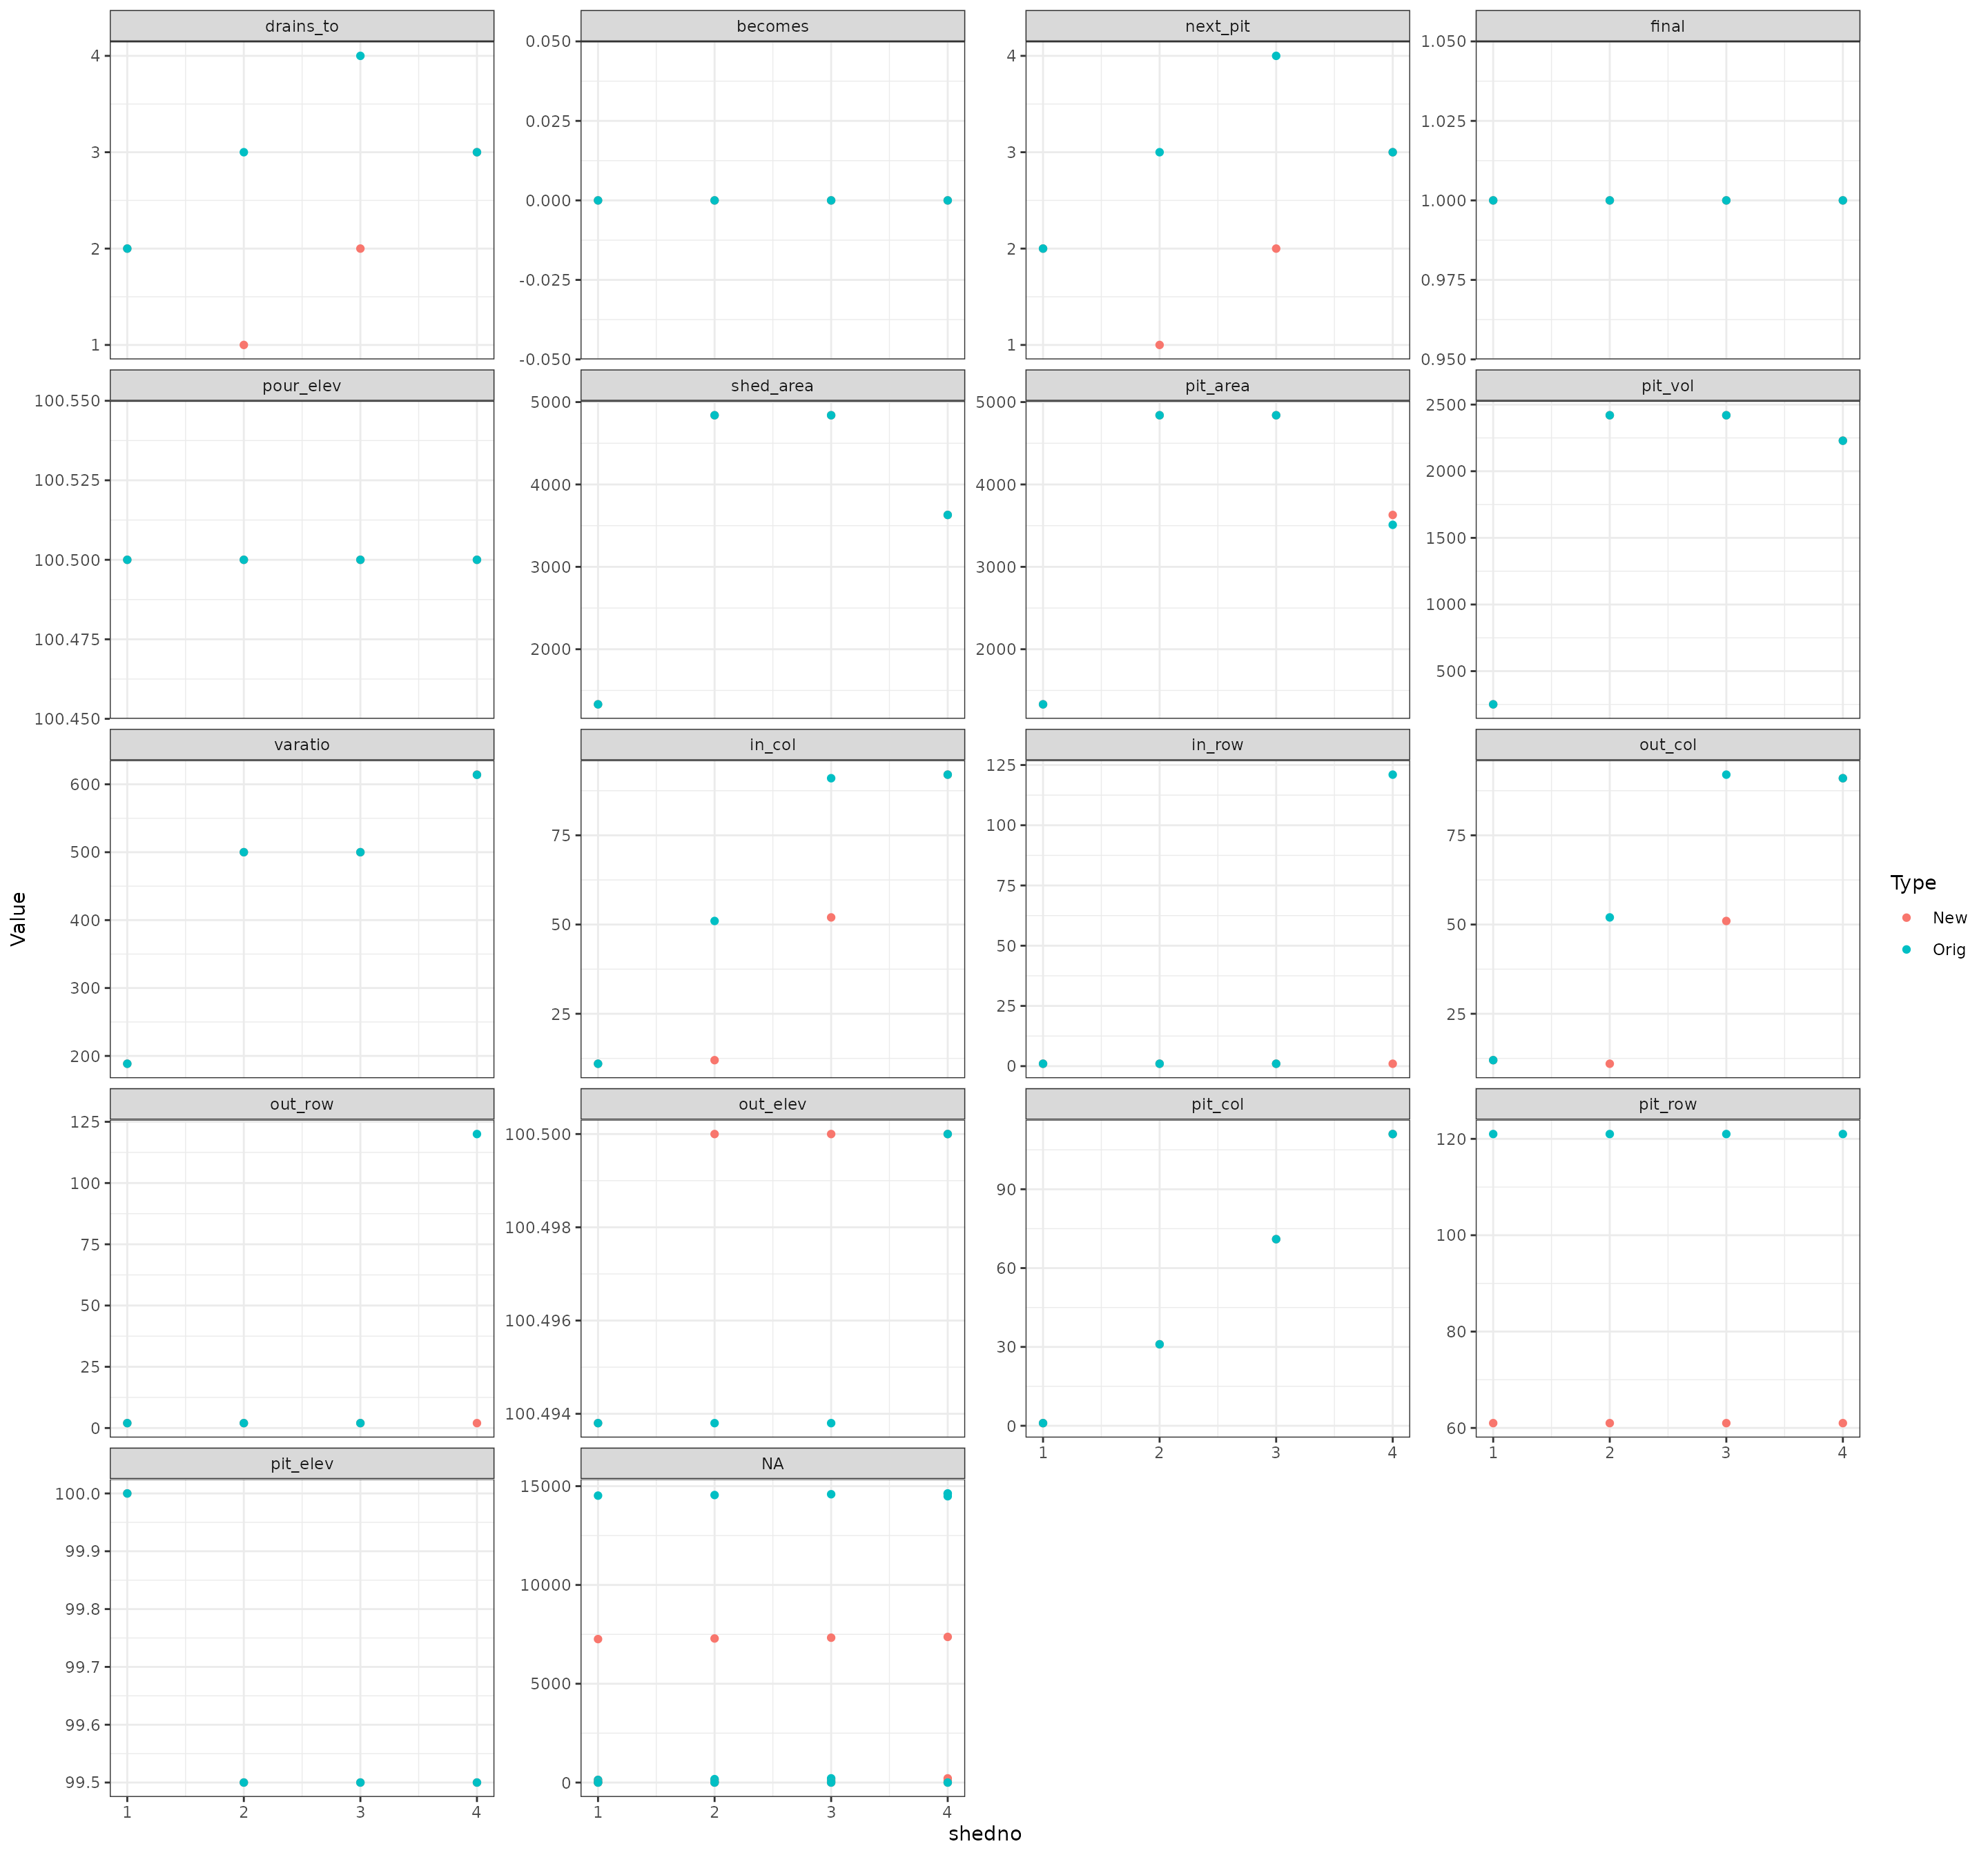 drains_to becomes next_pit final
4 0.050 4 1.050
3 0.025 3 1.025
0.000 1.000
2 -0.025 2 0.975
1 -0.050 1 0.950
pour_elev shed_area pit_area pit_vol
100.550 5000 5000 2500
100.525 4000 4000 2000
100.500 3000 3000 1500
100.475 2000 2000 1000
100.450 500
varatio in_col in_row out_col
600 75 125 75
500 50 100 50
400 25 75 25
300 50
200 25
0
out_row out_elev pit_col pit_row
125 100.500 90 120
100 100.498 60 100
75 100.496 30 80
50 100.494 0 60
25
0
1 2 3 4 1 2 3 4
pit_elev NA
100.0 15000
99.9 10000
99.8 5000
99.7 0
99.6
99.5
1 2 3 4 1 2 3 4
shedno
Value
Type
New
Orig